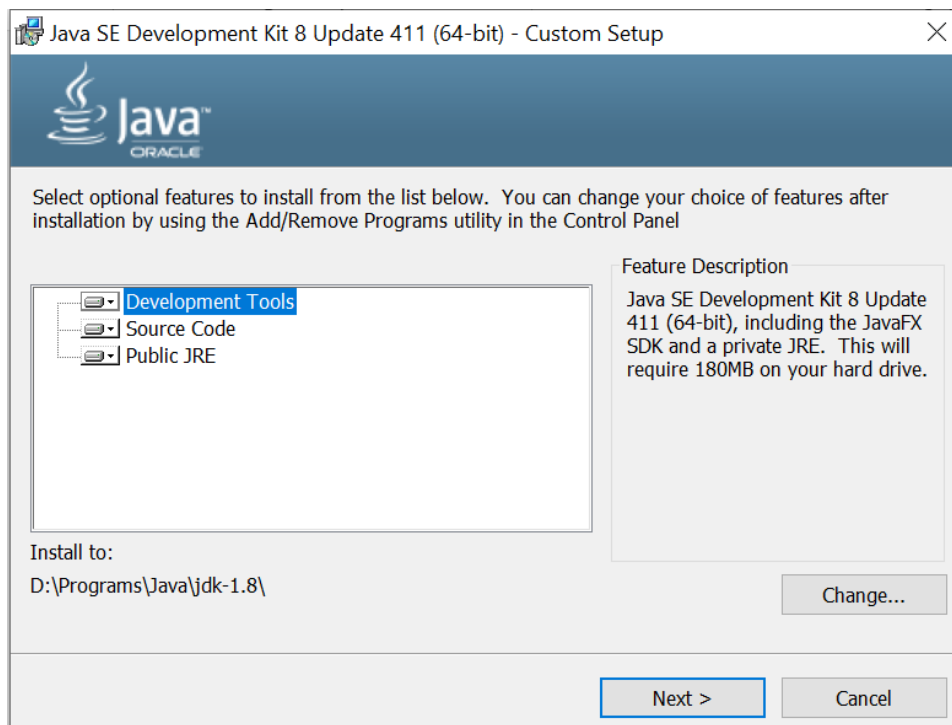 Java SE Development Kit 8 Update 411 (64-bit) - Custom Setup
Java™
ORACLE
Select optional features to install from the list below.  You can change your choice of features after
installation by using the Add/Remove Programs utility in the Control Panel
Development Tools
Source Code
Public JRE
Feature Description
Java SE Development Kit 8 Update
411 (64-bit), including the JavaFX
SDK and a private JRE.  This will
require 180MB on your hard drive.
Install to:
D:\Programs\Java\jdk-1.8\
Change...
Next >
Cancel